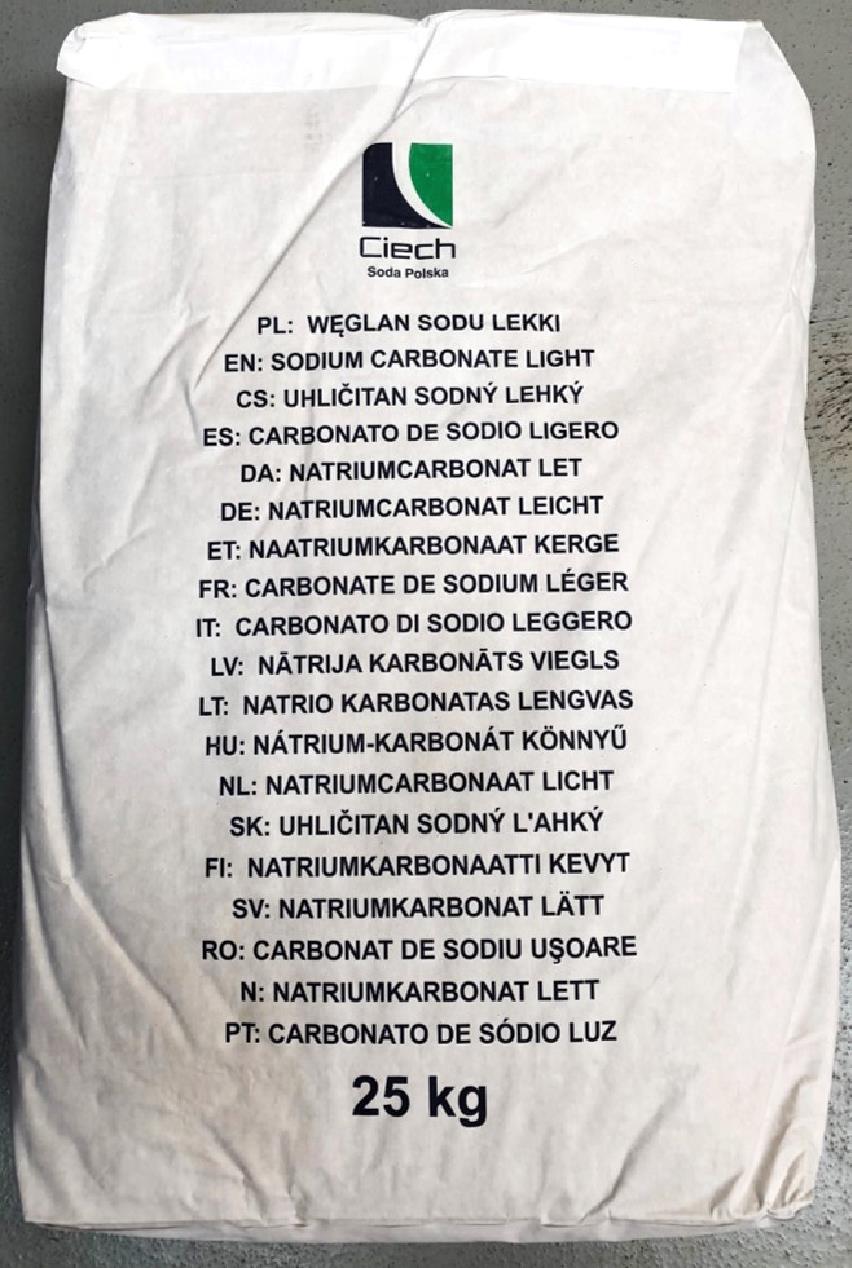 Ciech
Soda Polska
PL: WĘGLAN SODU LEKKI
EN: SODIUM CARBONATE LIGHT
CS: UHLIČITAN SODNÝ LEHKÝ
ES: CARBONATO DE SODIO LIGERO
DA: NATRIUMCARBONAT LET
DE: NATRIUMCARBONAT LEICHT
ET: NAATRIUMKARBONAAT KERGE
FR: CARBONATE DE SODIUM LÉGER
IT: CARBONATO DI SODIO LEGGERO
LV: NĀTRIJA KARBONĀTS VIEGLS
LT: NATRIO KARBONATAS LENGVAS
HU: NÁTRIUM-KARBONÁT KÖNNYŰ
NL: NATRIUMCARBONAAT LICHT
SK: UHLIČITAN SODNÝ L'AHKÝ
FI: NATRIUMKARBONAATTI KEVYT
SV: NATRIUMKARBONAT LÄTT
RO: CARBONAT DE SODIU UŞOARE
N: NATRIUMKARBONAT LETT
PT: CARBONATO DE SÓDIO LUZ
25 kg